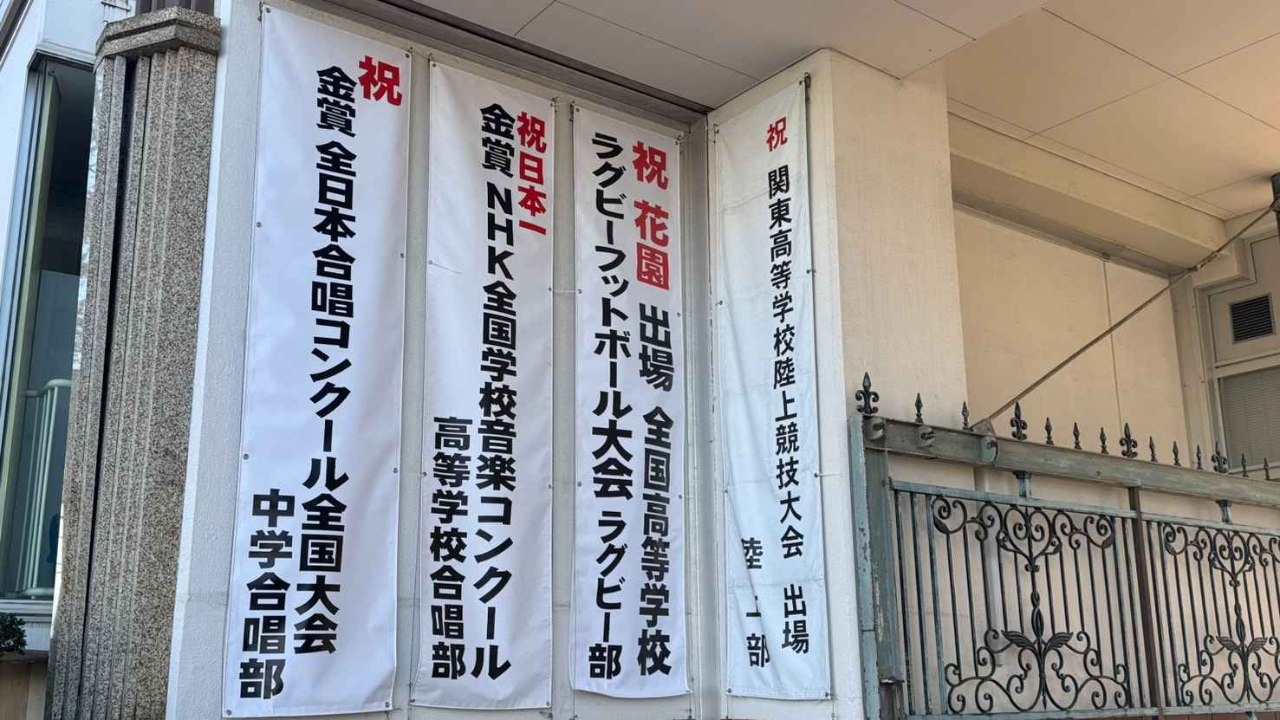 祝 関東高等学校陸上競技大会 出場
陸上部
祝 花園 出場 全国高等学校
ラグビーフットボール大会 ラグビー部
祝日本一
金賞 NHK全国学校音楽コンクール
高等学校合唱部
祝
金賞 全日本合唱コンクール全国大会
中学合唱部